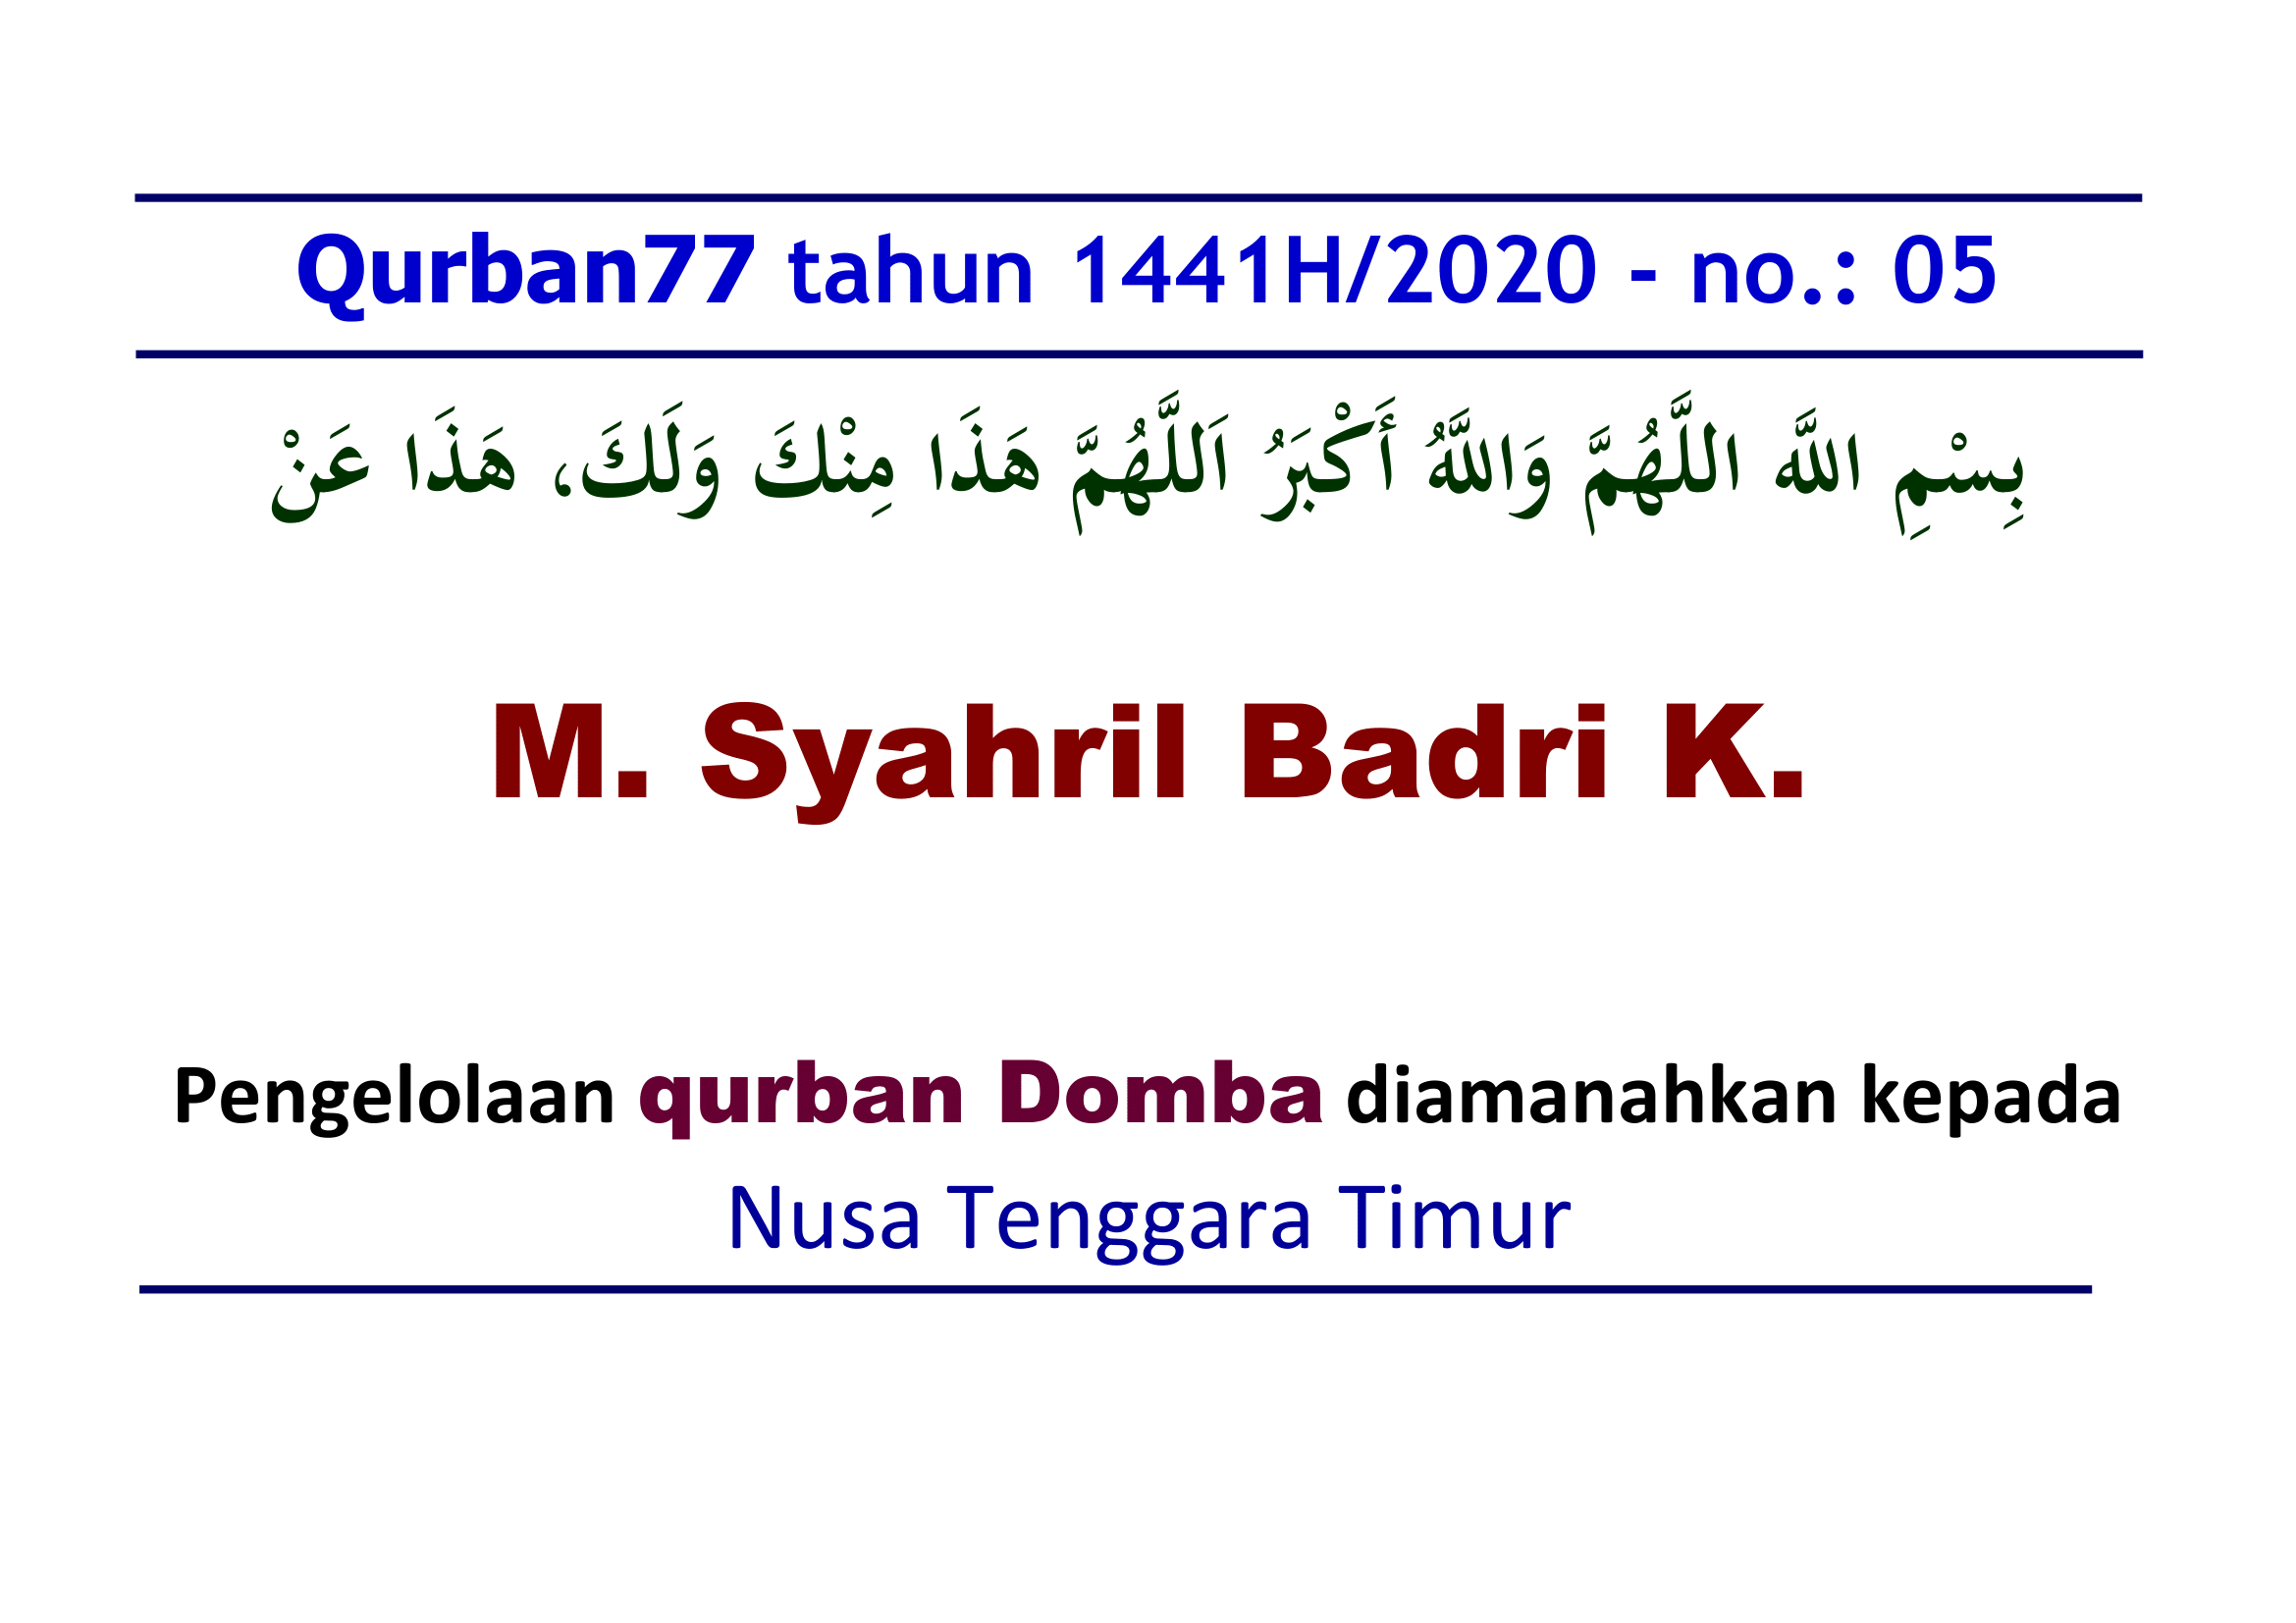 Qurban77 tahun 1441H/2020 - no.: 05
بِسْمِ اللَّه اَللَّهُمَّ وَاللَّهُ أَكْبَرُ اَللَّهُمَّ هَذَا مِنْكَ وَلَكَ، هَذَا عَنْ
M. Syahril Badri K.
Pengelolaan qurban Domba diamanahkan kepada
Nusa Tenggara Timur